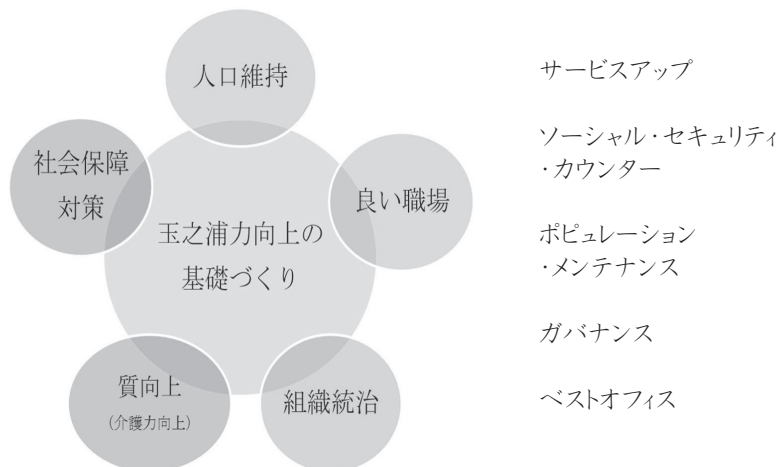 人口維持
社会保障
対策
良い職場
玉之浦力向上の
基礎づくり
質向上
(介護力向上)
組織統治
サービスアップ
ソーシャル・セキュリティ
・カウンター
ポピュレーション
・メンテナンス
ガバナンス
ベストオフィス